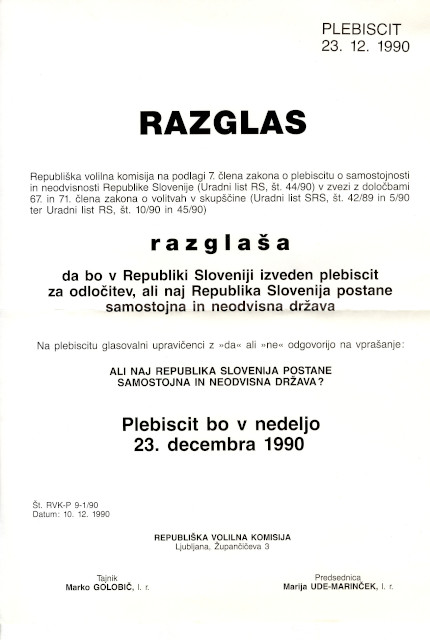 PLEBISCIT
23. 12. 1990
RAZGLAS
Republiška volilna komisija na podlagi 7. člena zakona o plebiscitu o samostojnosti
in neodvisnosti Republike Slovenije (Uradni list RS, št. 44/90) v zvezi z določbami
67. in 71. člena zakona o volitvah v skupščine (Uradni list SRS, št. 42/89 in 5/90
ter Uradni list RS, št. 10/90 in 45/90)
razglaša
da bo v Republiki Sloveniji izveden plebiscit
za odločitev, ali naj Republika Slovenija postane
samostojna in neodvisna država
Na plebiscitu glasovalni upravičenci z »da« ali »ne« odgovorijo na vprašanje:
ALI NAJ REPUBLIKA SLOVENIJA POSTANE
SAMOSTOJNA IN NEODVISNA DRŽAVA?
Plebiscit bo v nedeljo
23. decembra 1990
Št. RVK-P 9-1/90
Datum: 10. 12. 1990
REPUBLIŠKA VOLILNA KOMISIJA
Ljubljana, Župančičeva 3
Tajnik
Marko GOLOBIČ, l. r.
Predsednica
Marija UDE-MARINČEK, l. r.